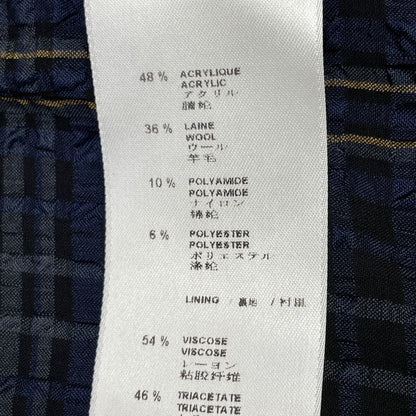 48 % ACRYLIQUE
ACRYLIC
アクリル
腈纶
36 % LAINE
WOOL
ウール
羊毛
10 % POLYAMIDE
POLYAMIDE
ナイロン
锦纶
6 % POLYESTER
POLYESTER
ポリエステル
涤纶
LINING / 裏地 /
54 % VISCOSE
VISCOSE
レーヨン
粘胶纤维
46 % TRIACETATE
TRIACETATE